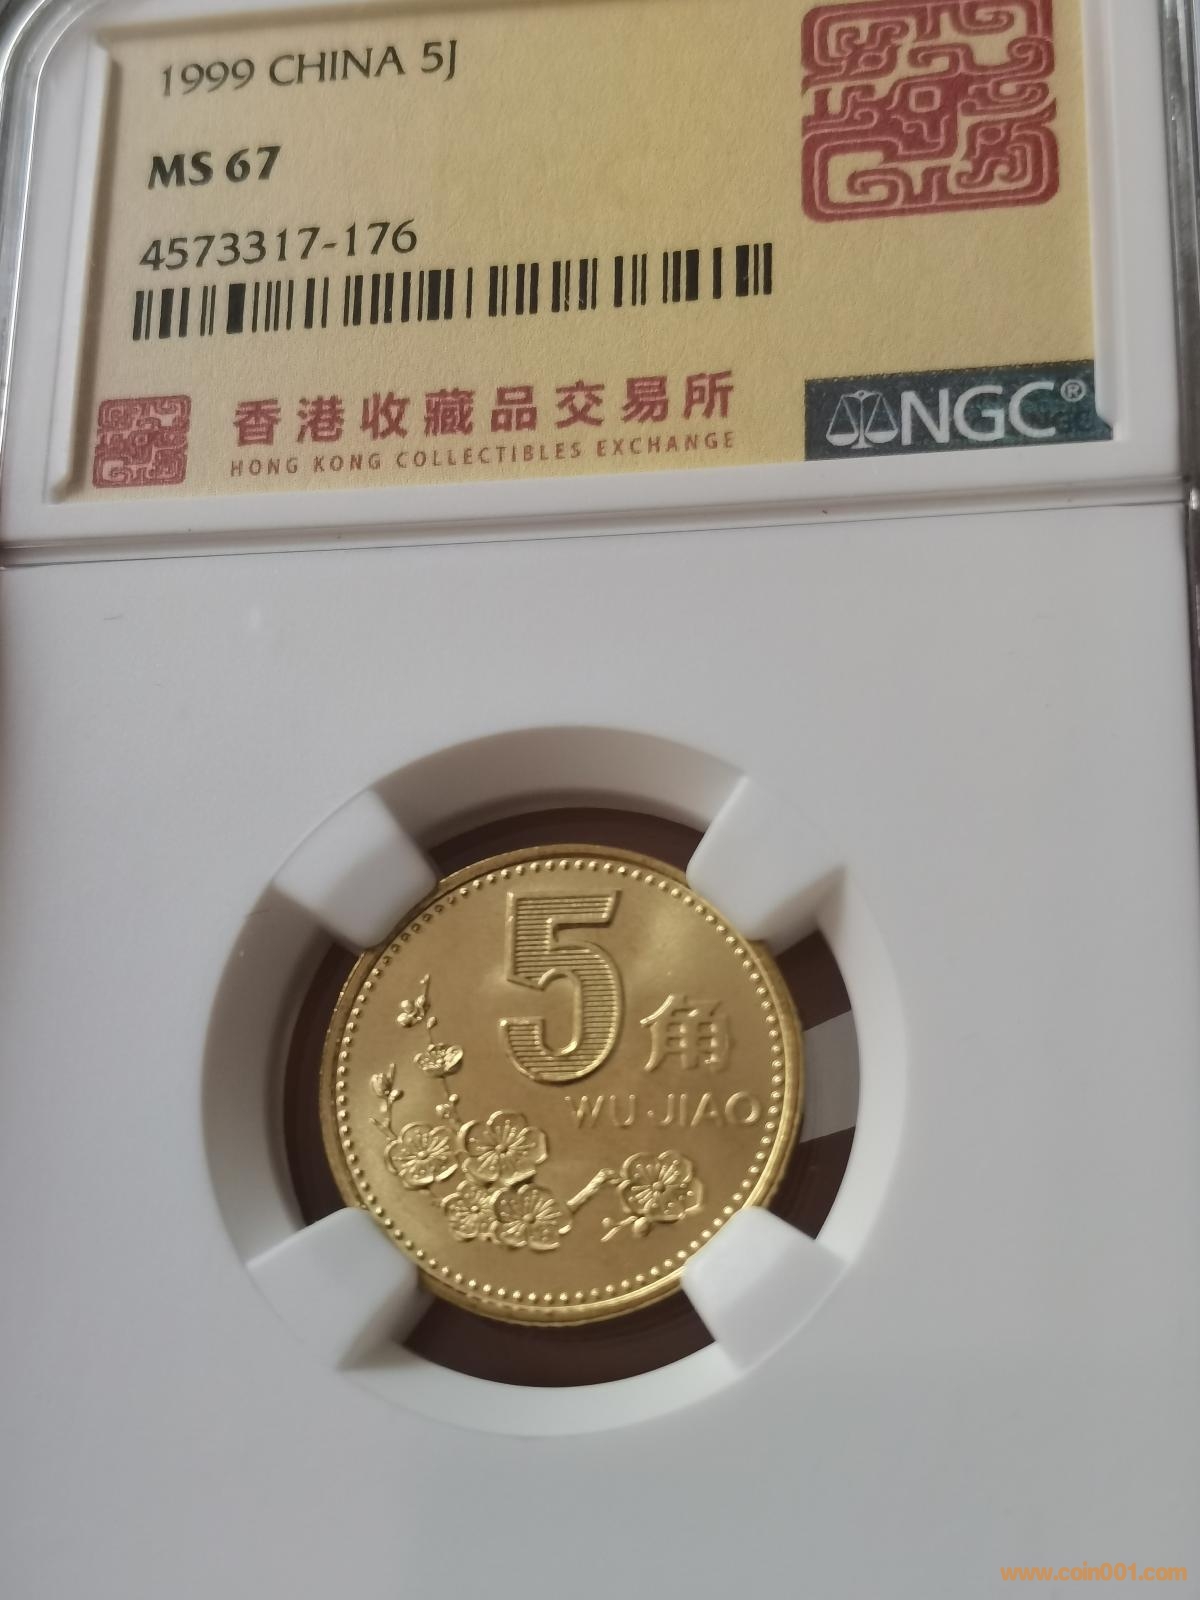 1999 CHINA 5J
MS 67
4573317-176
香港收藏品交易所
HONG KONG COLLECTIBLES EXCHANGE
NGC®
5
角
WU JIAO
www.coin001.com